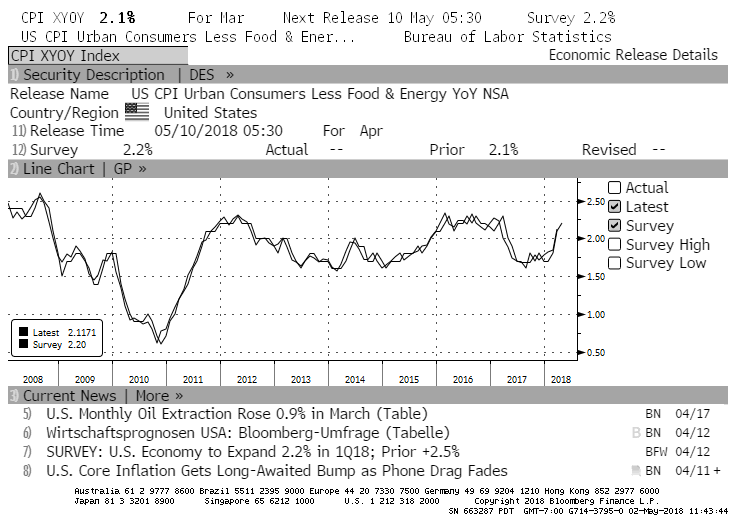 CPI XYOY 2.1% For Mar Next Release 10 May 05:30 Survey 2.2%
US CPI Urban Consumers Less Food & Ener... Bureau of Labor Statistics
CPI XYOY Index Economic Release Details
1) Security Description | DES »
Release Name US CPI Urban Consumers Less Food & Energy YoY NSA
Country/Region United States
11) Release Time 05/10/2018 05:30 For Apr
12) Survey 2.2% Actual -- Prior 2.1% Revised --
2) Line Chart | GP »
Actual
Latest
Survey
Survey High
Survey Low
2.50
2.00
1.50
1.00
0.50
Latest 2.1171
Survey 2.20
2008 2009 2010 2011 2012 2013 2014 2015 2016 2017 2018
3) Current News | More »
5) U.S. Monthly Oil Extraction Rose 0.9% in March (Table) BN 04/17
6) Wirtschaftsprognosen USA: Bloomberg-Umfrage (Tabelle) B BN 04/12
7) SURVEY: U.S. Economy to Expand 2.2% in 1Q18; Prior +2.5% BFW 04/12
8) U.S. Core Inflation Gets Long-Awaited Bump as Phone Drag Fades BN 04/11 +
Australia 61 2 9777 8600 Brazil 5511 2395 9000 Europe 44 20 7330 7500 Germany 49 69 9204 1210 Hong Kong 852 2977 6000
Japan 81 3 3201 8900 Singapore 65 6212 1000 U.S. 1 212 318 2000 Copyright 2018 Bloomberg Finance L.P.
SN 663287 PDT GMT-7:00 G714-3795-0 02-May-2018 11:43:44